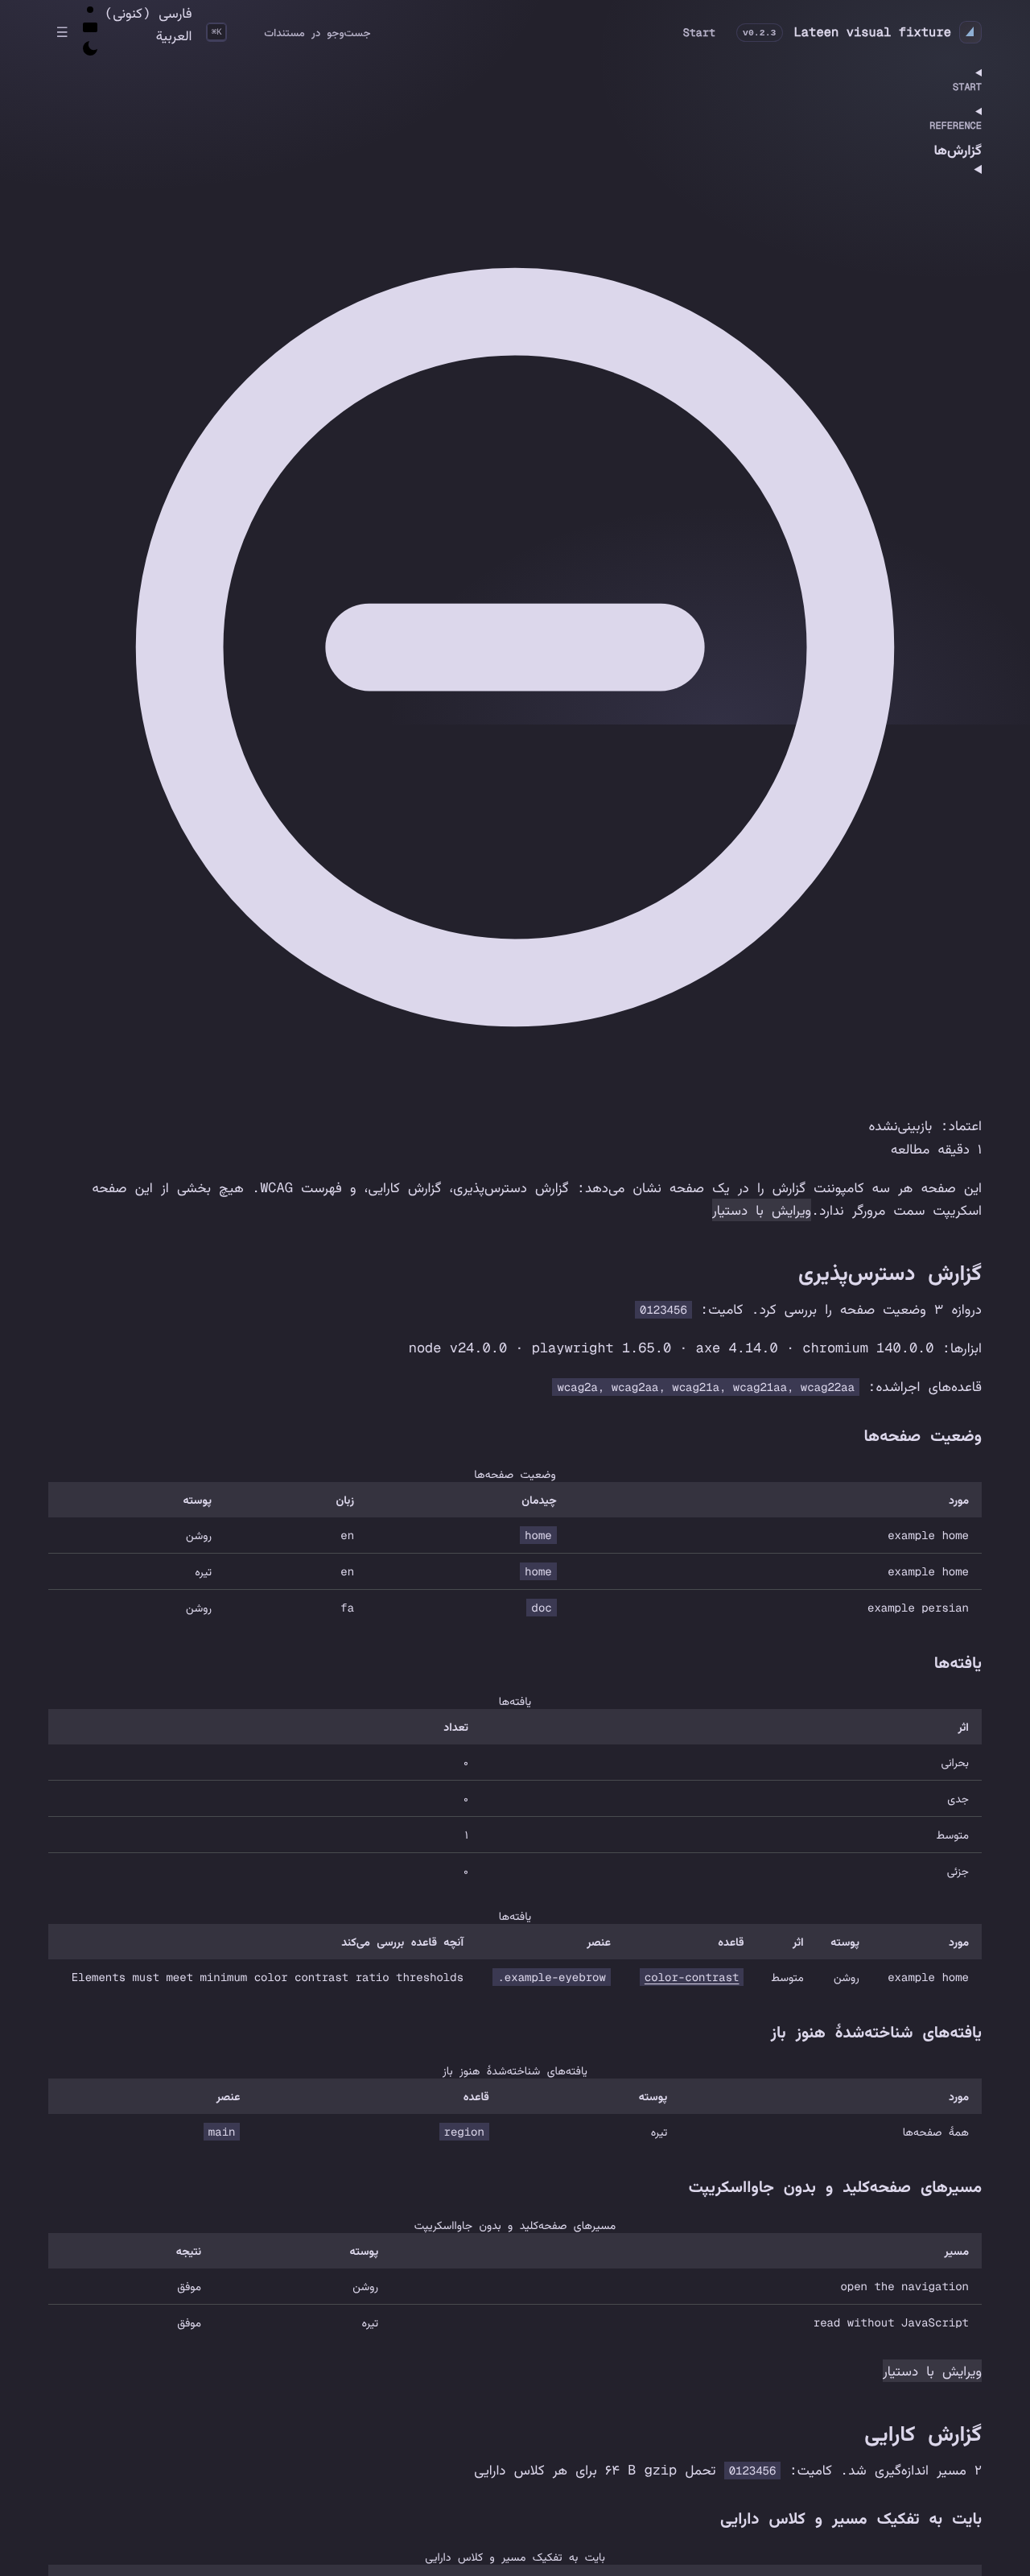 Lateen visual fixture v0.2.3 Start جست‌وجو در مستندات ⌘K فارسی (کنونی) ☰
العربية
START
REFERENCE
گزارش‌ها
اعتماد: بازبینی‌نشده
۱ دقیقه مطالعه
این صفحه هر سه کامپوننت گزارش را در یک صفحه نشان می‌دهد: گزارش دسترس‌پذیری، گزارش کارایی، و فهرست WCAG. هیچ بخشی از این صفحه
اسکریپت سمت مرورگر ندارد.ویرایش با دستیار
گزارش دسترس‌پذیری
دروازه ۳ وضعیت صفحه را بررسی کرد. کامیت: 0123456
ابزارها: node v24.0.0 · playwright 1.65.0 · axe 4.14.0 · chromium 140.0.0
قاعده‌های اجراشده: wcag2a, wcag2aa, wcag21a, wcag21aa, wcag22aa
وضعیت صفحه‌ها
وضعیت صفحه‌ها
مورد چیدمان زبان پوسته
example home home en روشن
example home home en تیره
example persian doc fa روشن
یافته‌ها
یافته‌ها
اثر تعداد
بحرانی ۰
جدی ۰
متوسط ۱
جزئی ۰
یافته‌ها
مورد پوسته اثر قاعده عنصر آنچه قاعده بررسی می‌کند
example home روشن متوسط color-contrast .example-eyebrow Elements must meet minimum color contrast ratio thresholds
یافته‌های شناخته‌شدهٔ هنوز باز
یافته‌های شناخته‌شدهٔ هنوز باز
مورد پوسته قاعده عنصر
همهٔ صفحه‌ها تیره region main
مسیرهای صفحه‌کلید و بدون جاوااسکریپت
مسیرهای صفحه‌کلید و بدون جاوااسکریپت
مسیر پوسته نتیجه
open the navigation روشن موفق
read without JavaScript تیره موفق
ویرایش با دستیار
گزارش کارایی
۲ مسیر اندازه‌گیری شد. کامیت: 0123456 تحمل ۶۴ B gzip برای هر کلاس دارایی
بایت به تفکیک مسیر و کلاس دارایی
بایت به تفکیک مسیر و کلاس دارایی